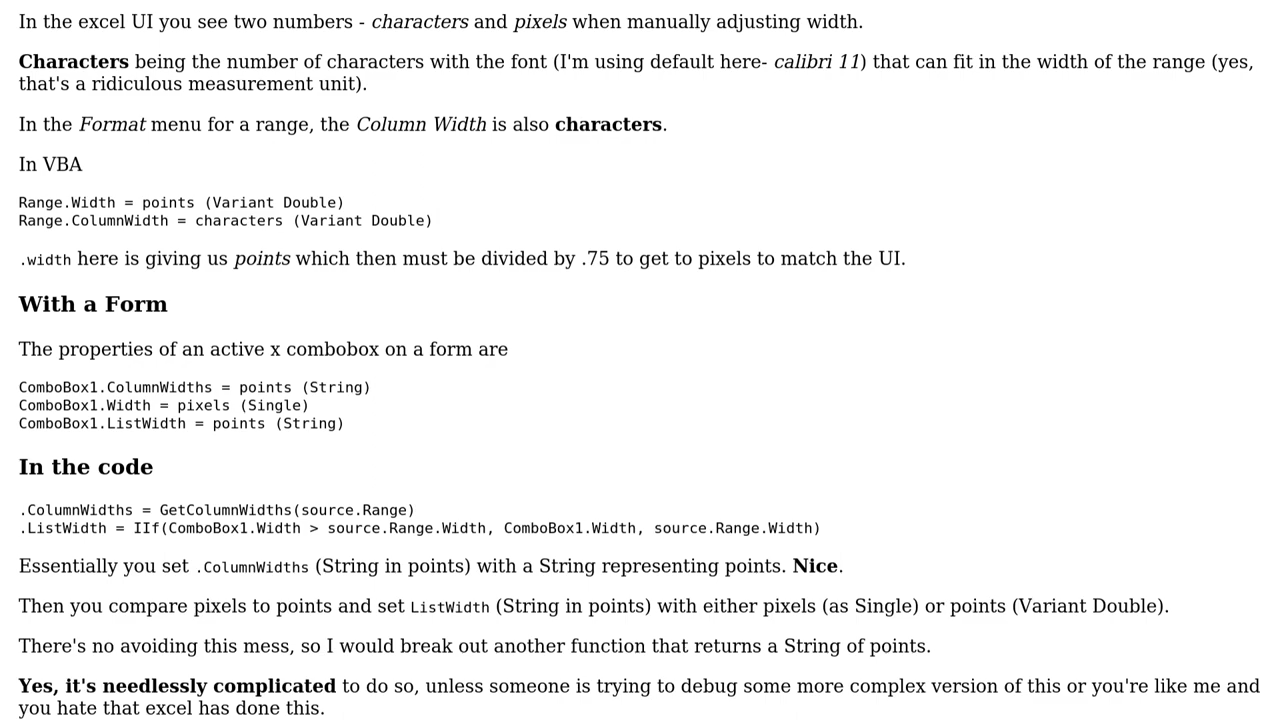 In the excel UI you see two numbers - characters and pixels when manually adjusting width.
Characters being the number of characters with the font (I'm using default here- calibri 11) that can fit in the width of the range (yes,
that's a ridiculous measurement unit).
In the Format menu for a range, the Column Width is also characters.
In VBA
Range.Width = points (Variant Double)
Range.ColumnWidth = characters (Variant Double)
.width here is giving us points which then must be divided by .75 to get to pixels to match the UI.
With a Form
The properties of an active x combobox on a form are
ComboBox1.ColumnWidths = points (String)
ComboBox1.Width = pixels (Single)
ComboBox1.ListWidth = points (String)
In the code
.ColumnWidths = GetColumnWidths(source.Range)
.ListWidth = IIf(ComboBox1.Width > source.Range.Width, ComboBox1.Width, source.Range.Width)
Essentially you set .ColumnWidths (String in points) with a String representing points. Nice.
Then you compare pixels to points and set ListWidth (String in points) with either pixels (as Single) or points (Variant Double).
There's no avoiding this mess, so I would break out another function that returns a String of points.
Yes, it's needlessly complicated to do so, unless someone is trying to debug some more complex version of this or you're like me and
you hate that excel has done this.